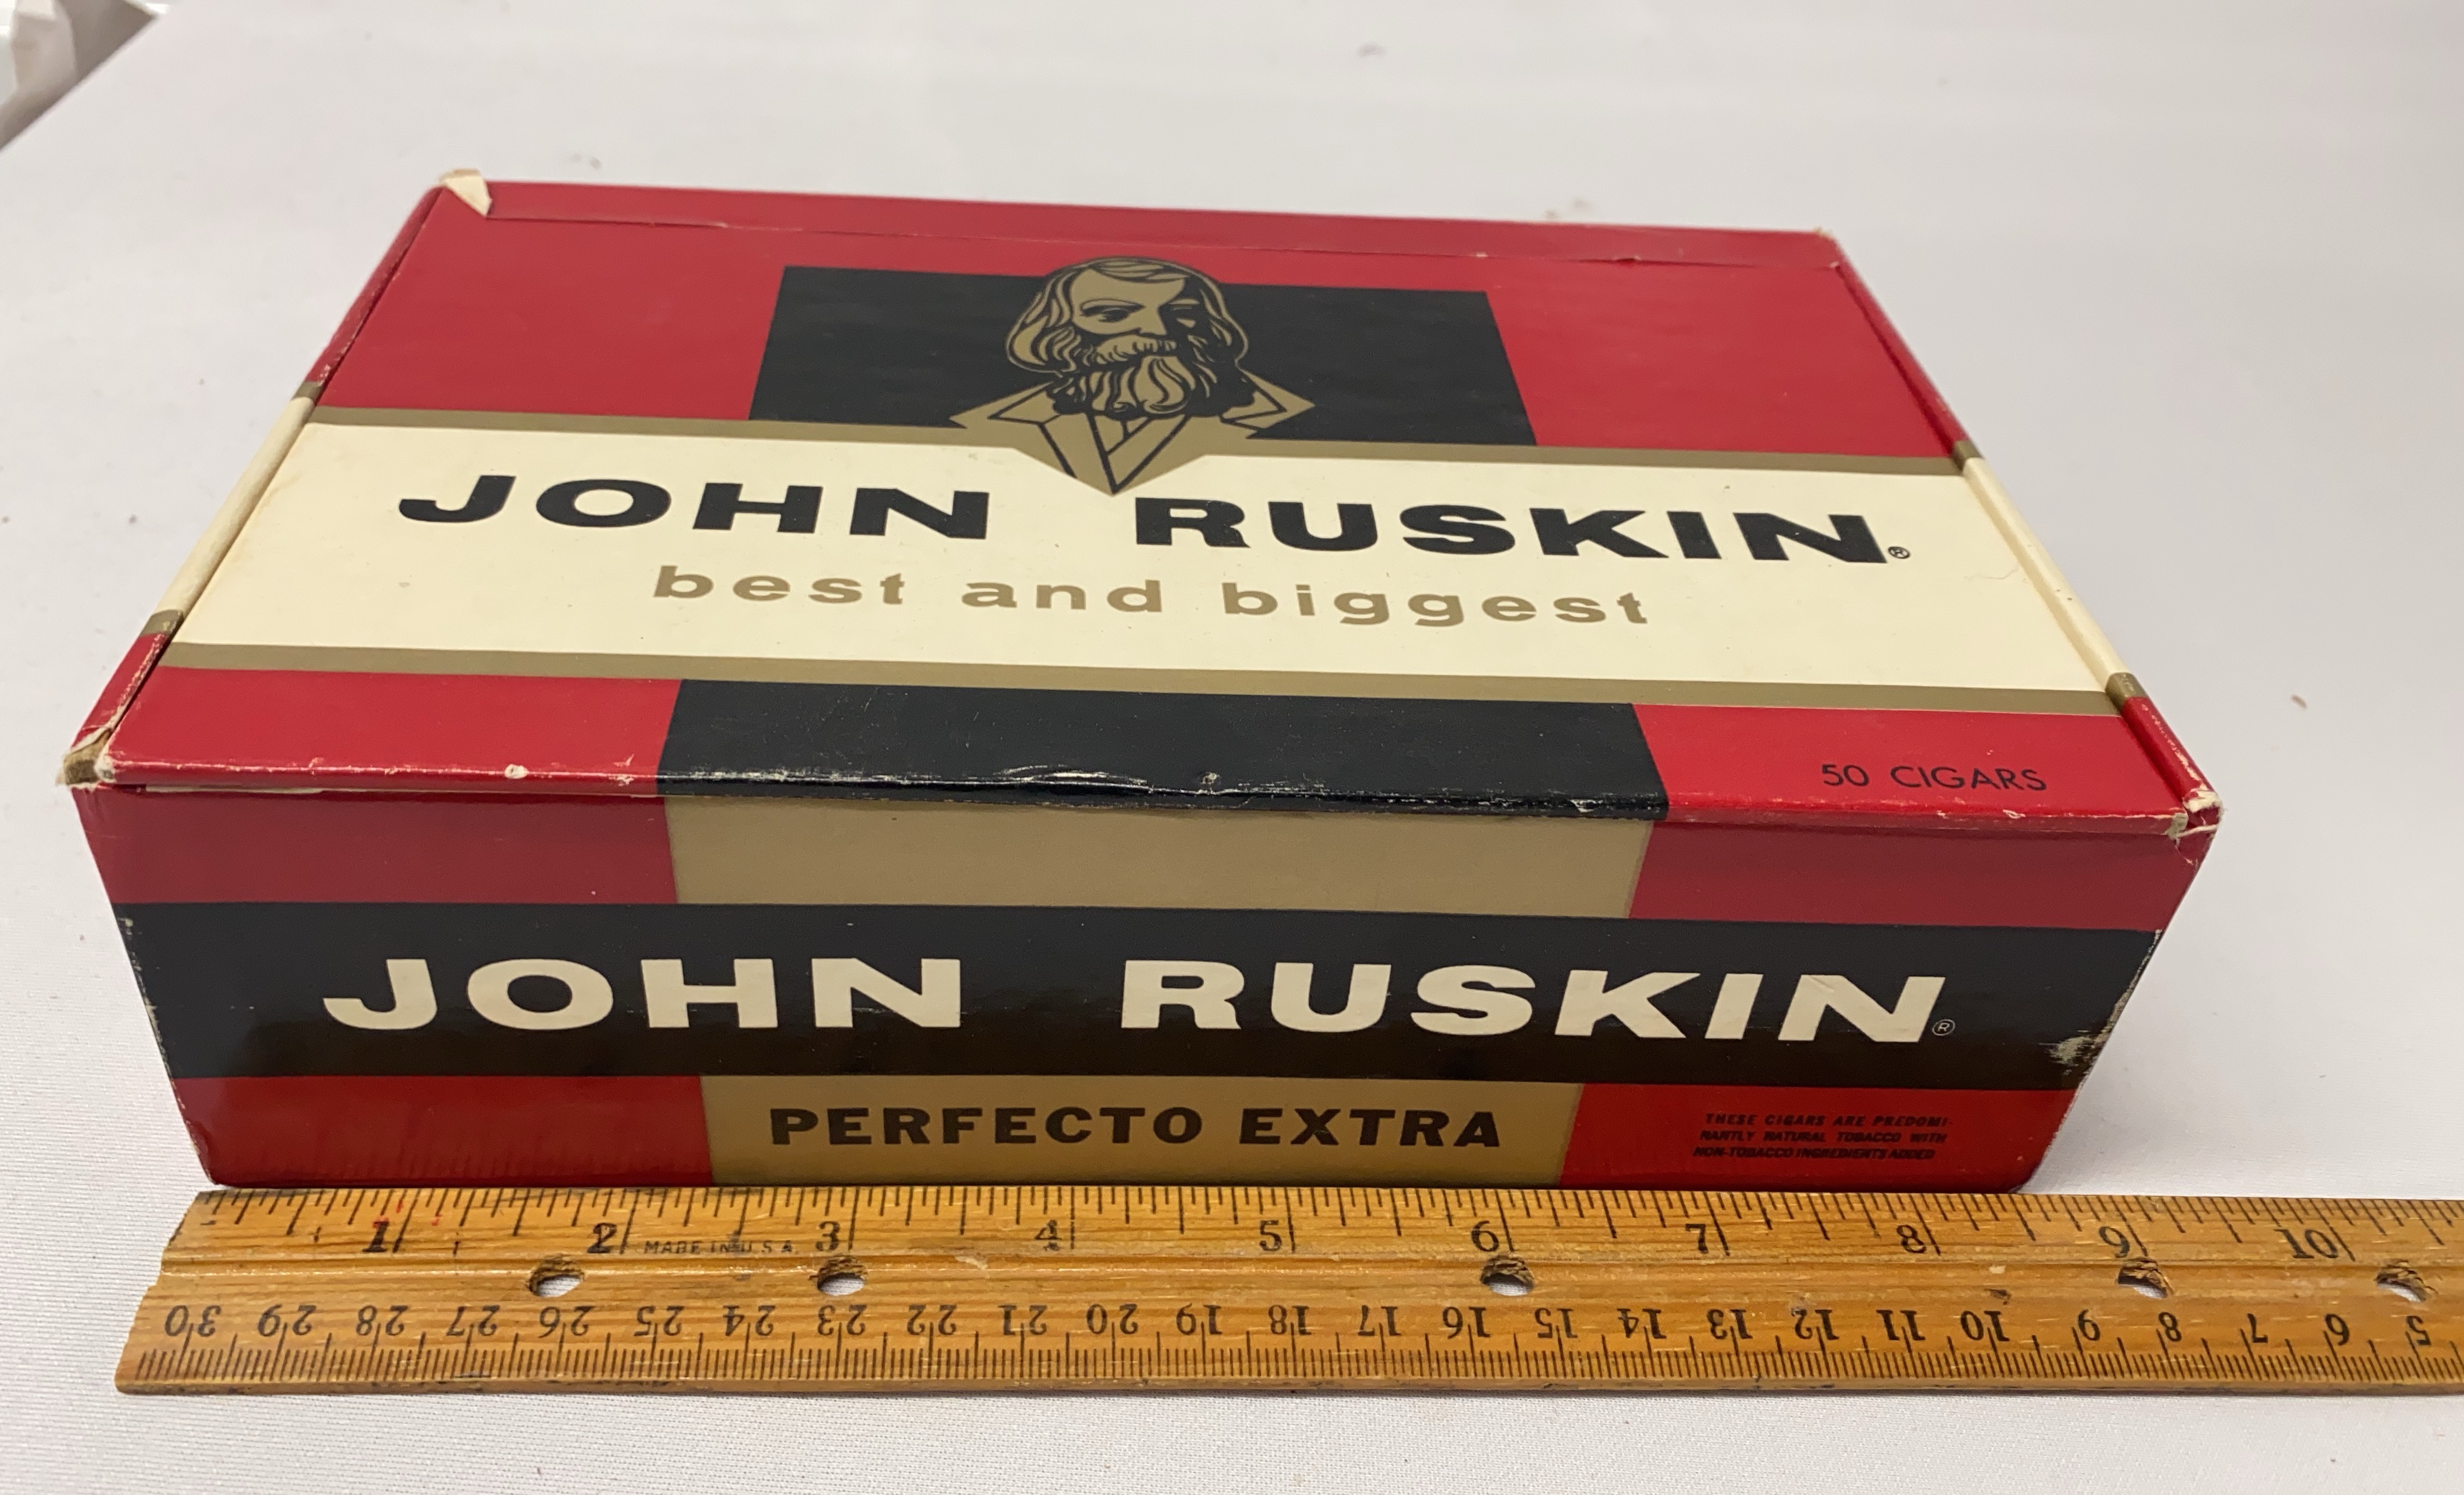 JOHN RUSKIN®
best and biggest
50 CIGARS
JOHN RUSKIN®
PERFECTO EXTRA
THESE CIGARS ARE PREDOMI-
NANTLY NATURAL TOBACCO WITH
NON-TOBACCO INGREDIENTS ADDED
1 2 3 4 5 6 7 8 9 10
MADE IN U.S.A.
30 29 28 27 26 25 24 23 22 21 20 19 18 17 16 15 14 13 12 11 10 9 8 7 6 5